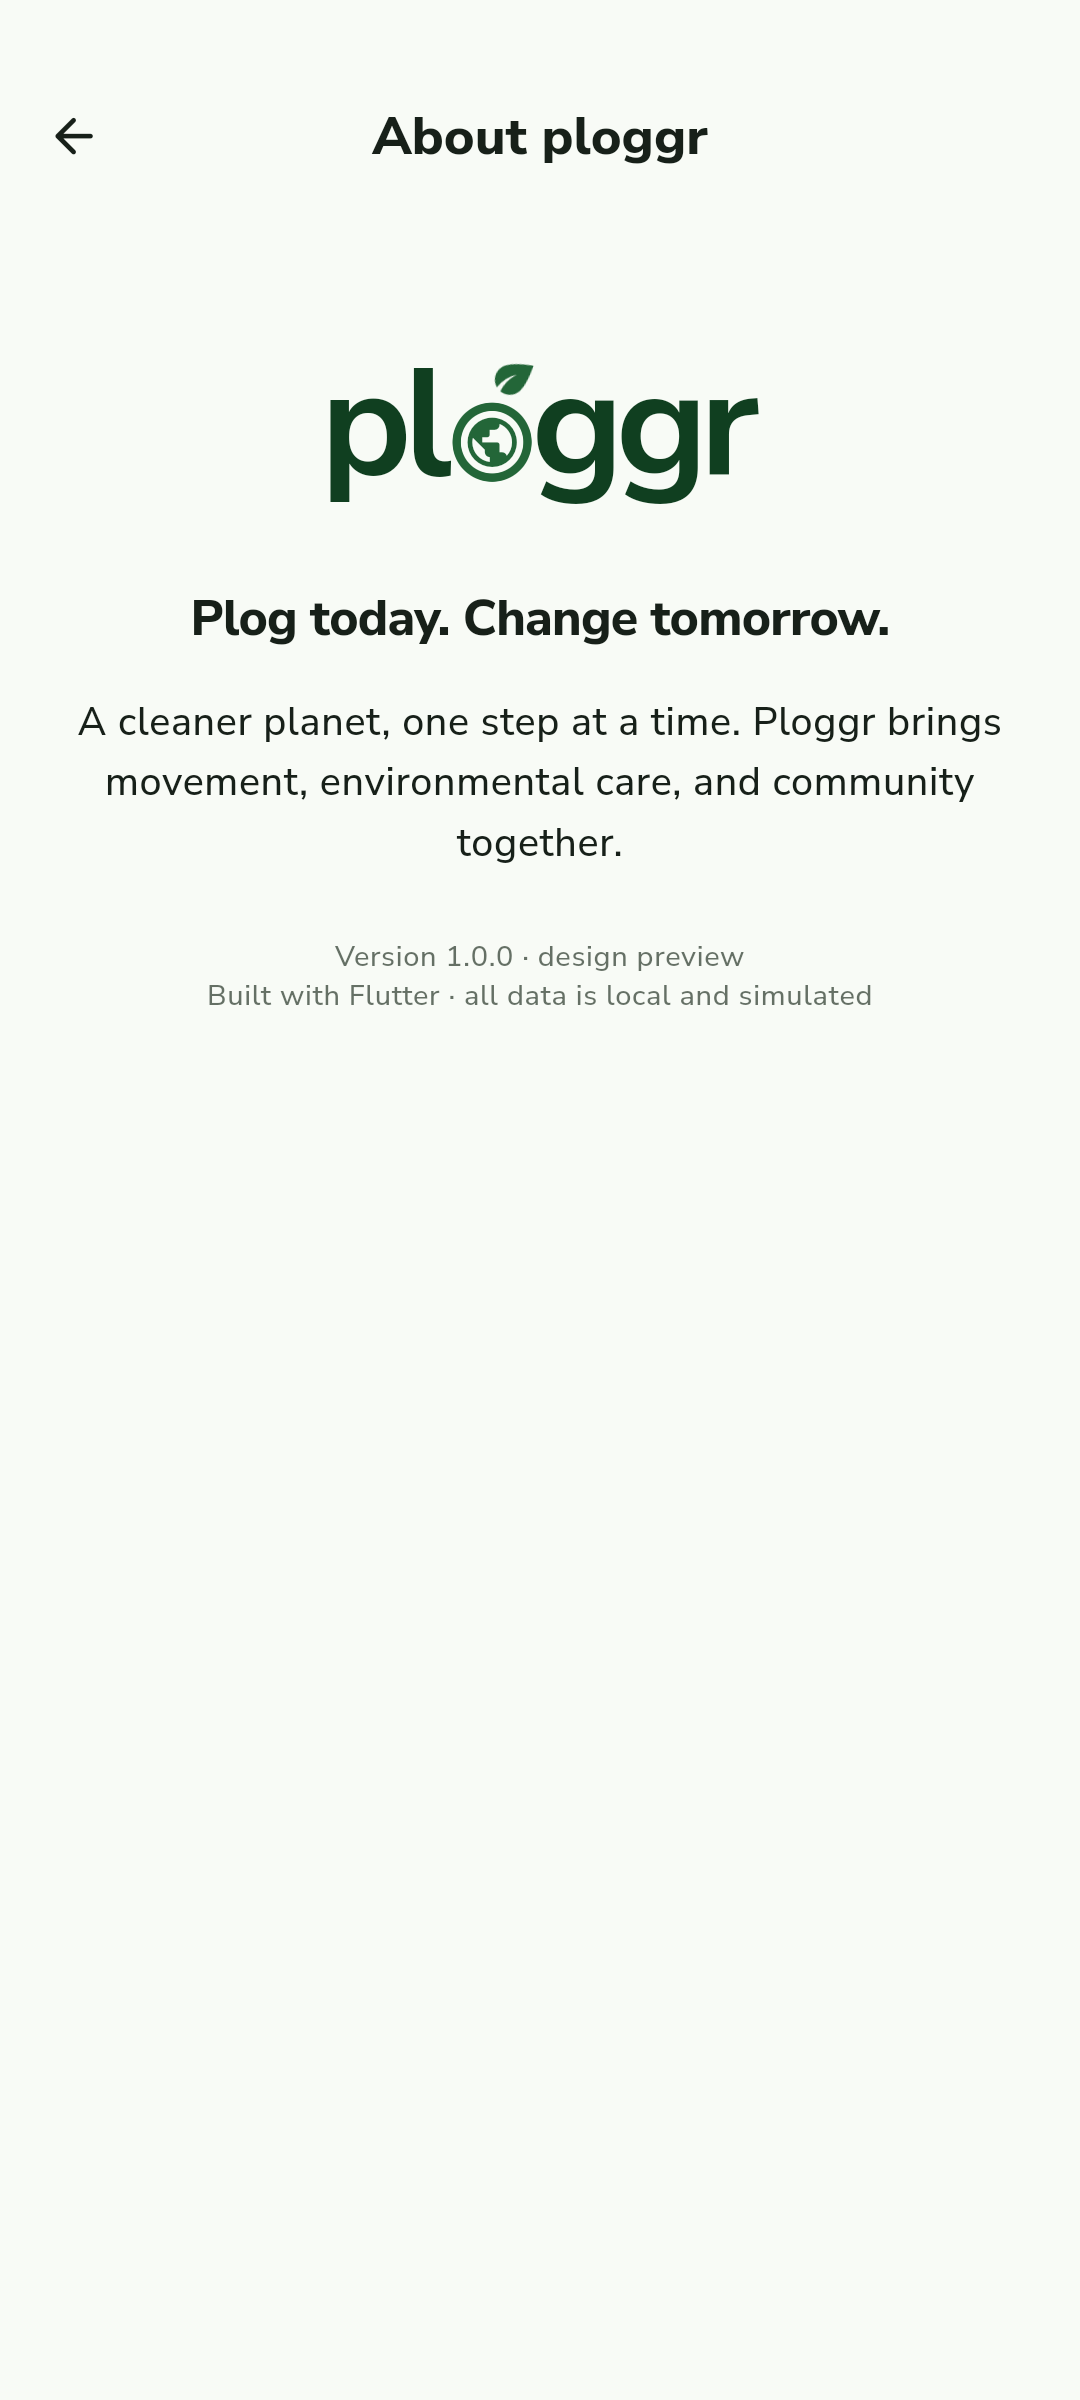 About ploggr
ploggr
Plog today. Change tomorrow.
A cleaner planet, one step at a time. Ploggr brings
movement, environmental care, and community
together.
Version 1.0.0 · design preview
Built with Flutter · all data is local and simulated